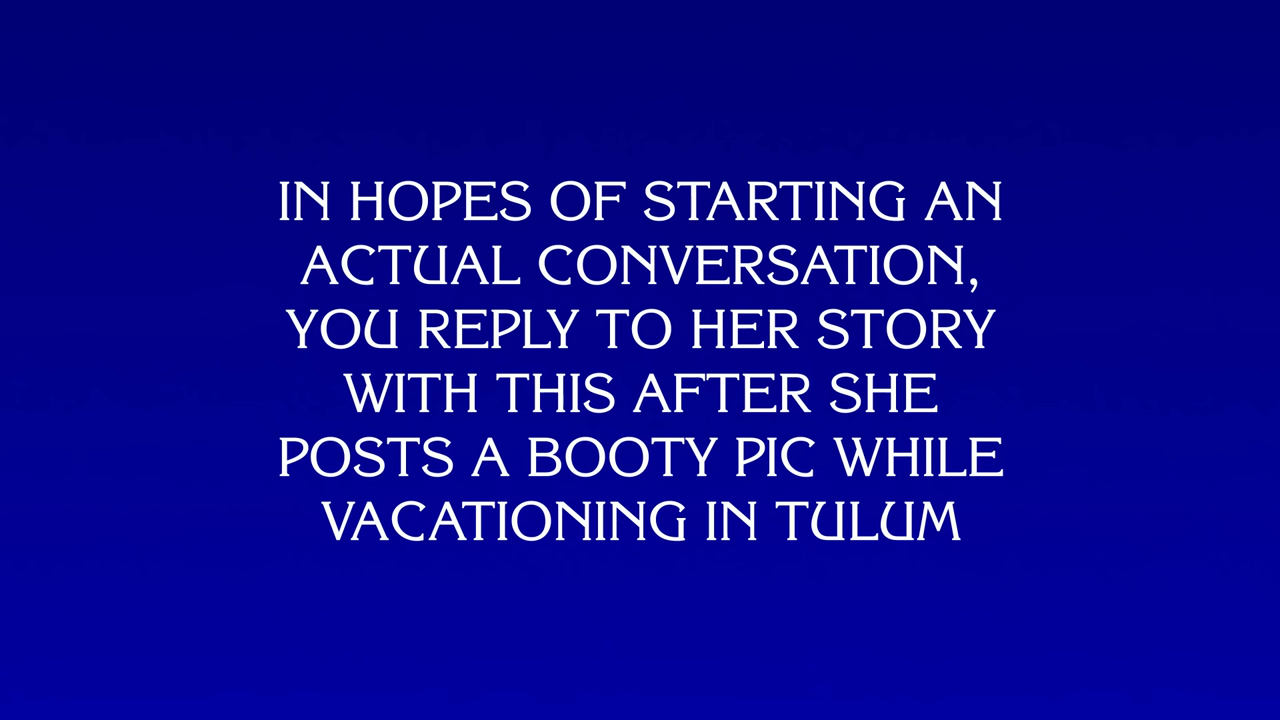 IN HOPES OF STARTING AN
ACTUAL CONVERSATION,
YOU REPLY TO HER STORY
WITH THIS AFTER SHE
POSTS A BOOTY PIC WHILE
VACATIONING IN TULUM